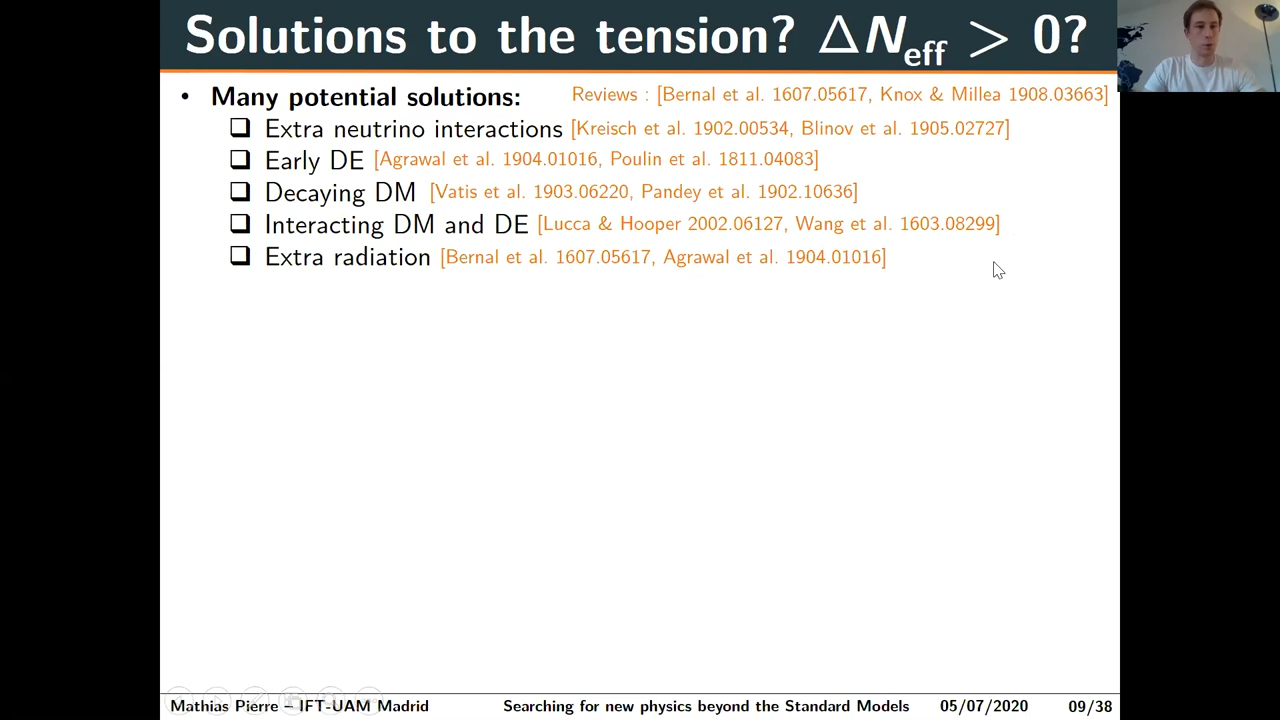 Solutions to the tension? ΔNeff > 0?
• Many potential solutions: Reviews : [Bernal et al. 1607.05617, Knox & Millea 1908.03663]
❑ Extra neutrino interactions [Kreisch et al. 1902.00534, Blinov et al. 1905.02727]
❑ Early DE [Agrawal et al. 1904.01016, Poulin et al. 1811.04083]
❑ Decaying DM [Vatis et al. 1903.06220, Pandey et al. 1902.10636]
❑ Interacting DM and DE [Lucca & Hooper 2002.06127, Wang et al. 1603.08299]
❑ Extra radiation [Bernal et al. 1607.05617, Agrawal et al. 1904.01016]
Mathias Pierre – IFT-UAM Madrid Searching for new physics beyond the Standard Models 05/07/2020 09/38